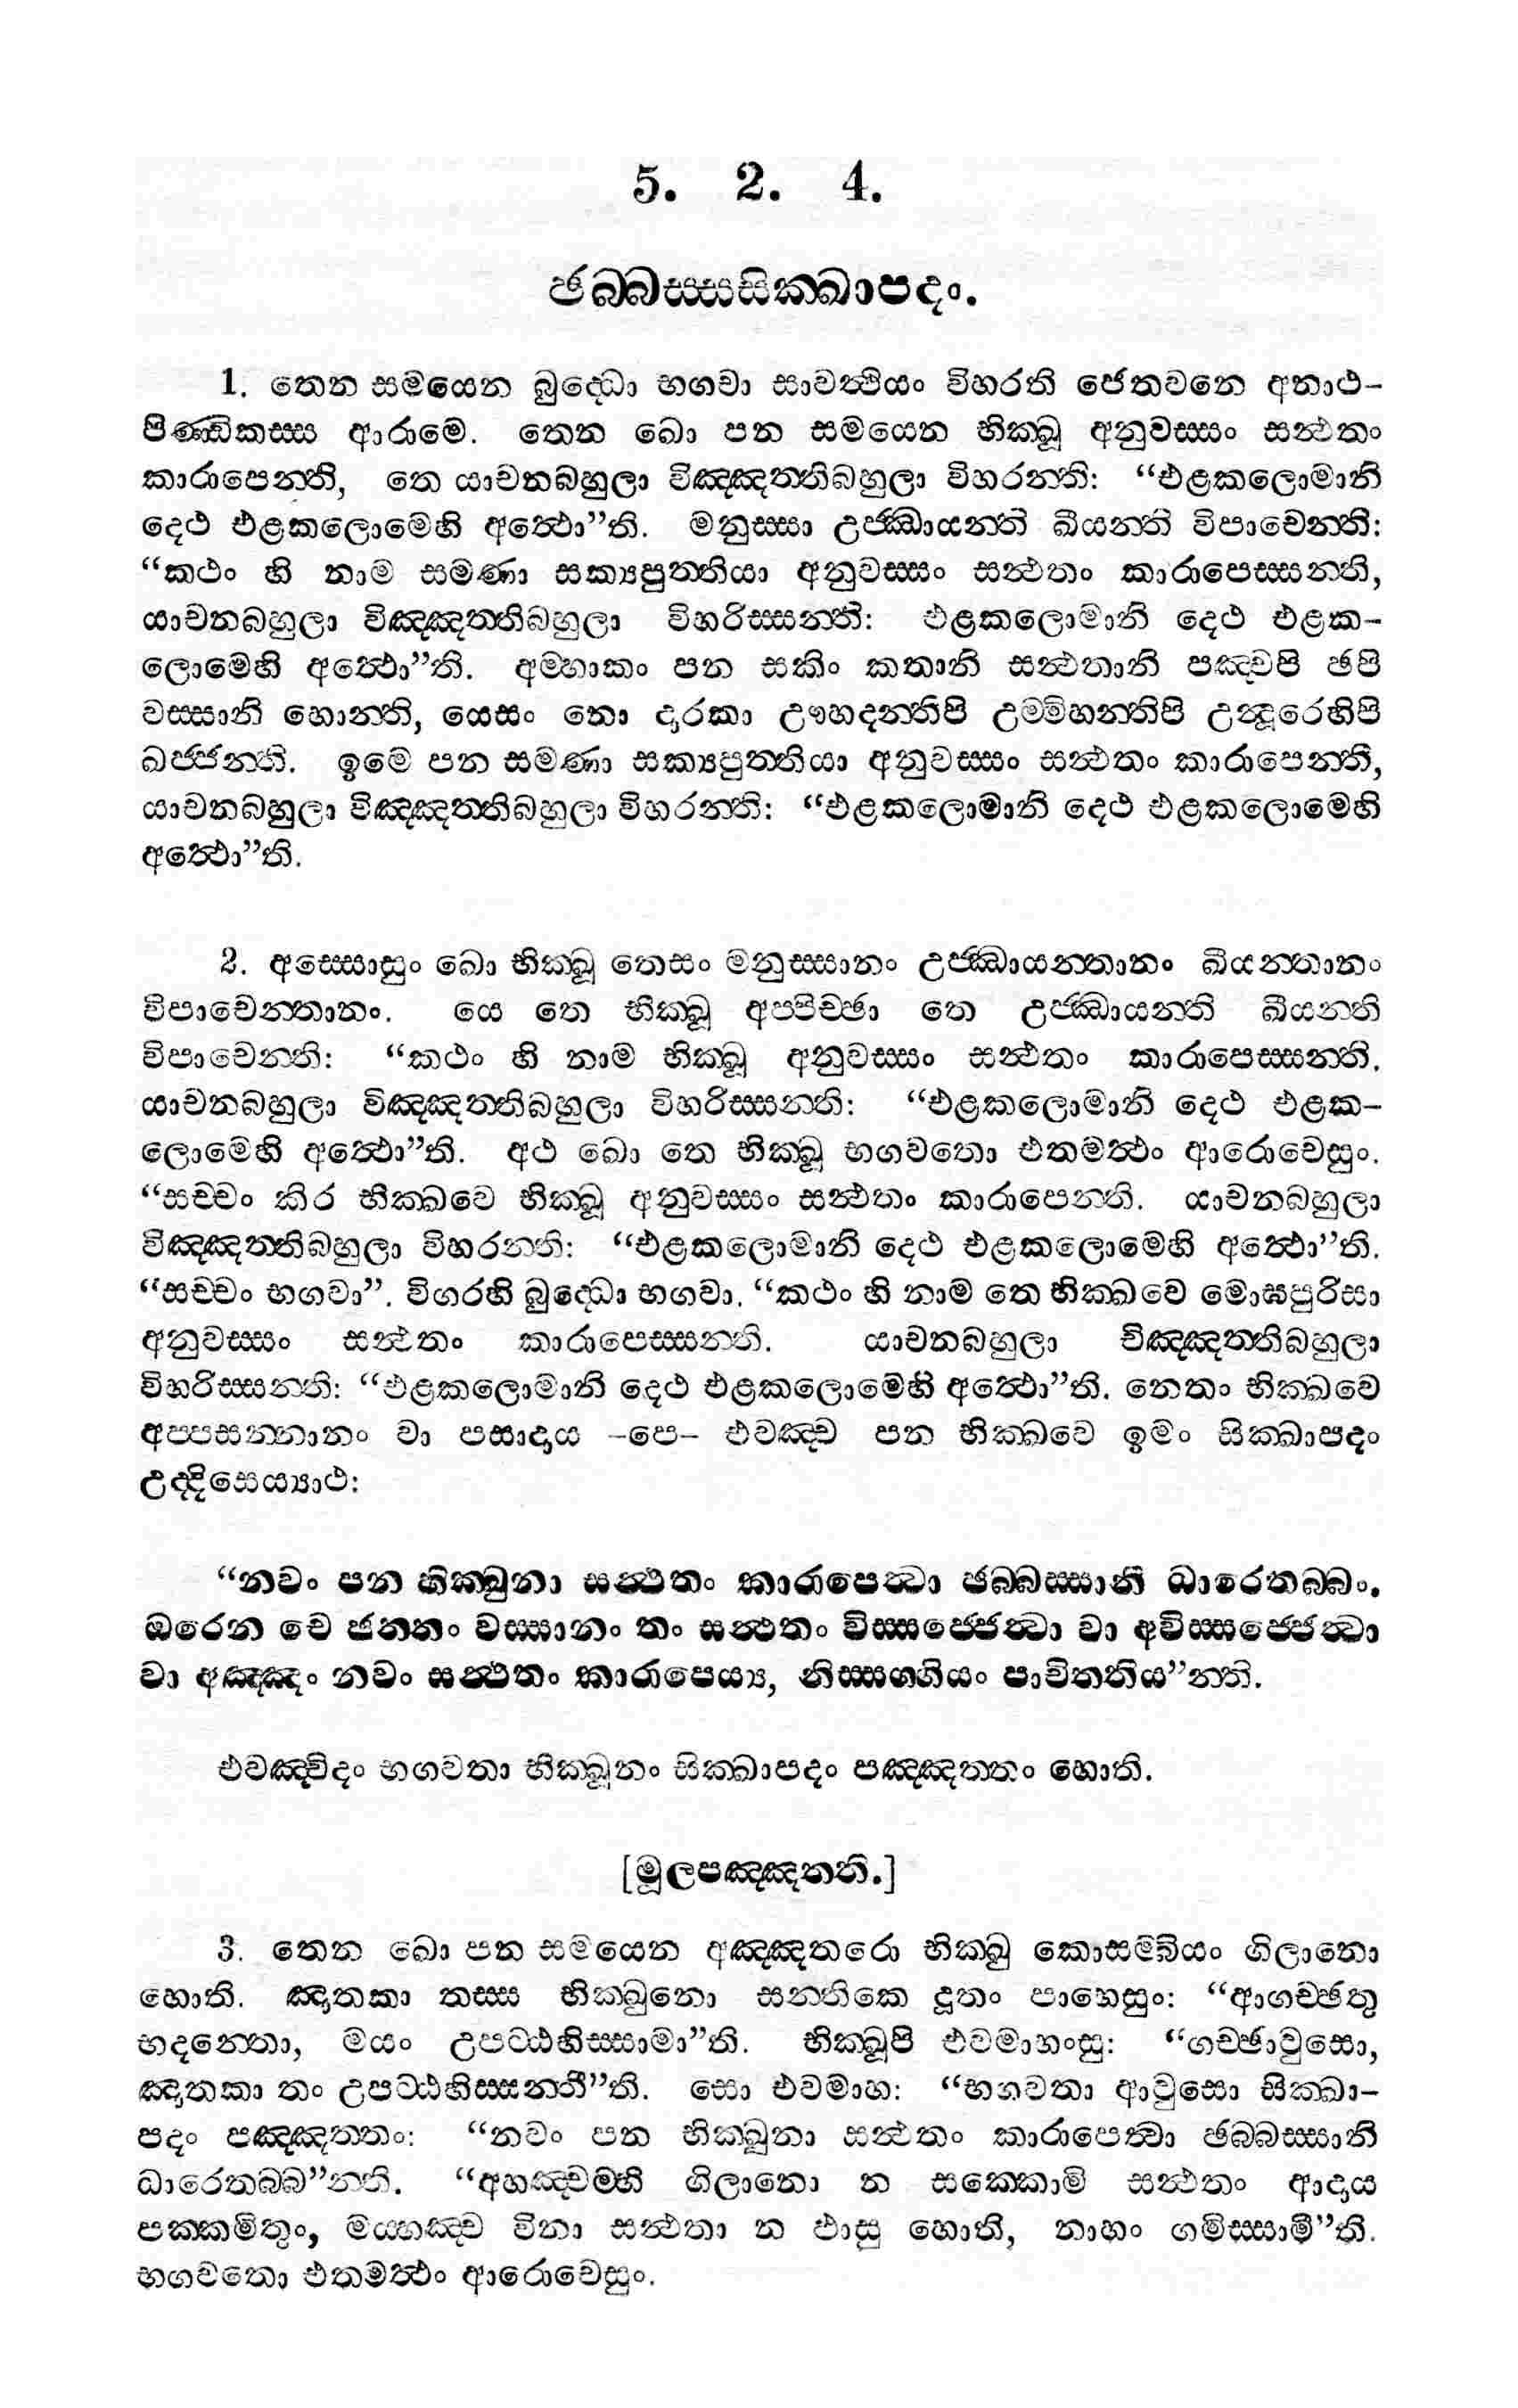 5. 2. 4.
ඡබ්බස්සසික්ඛාපදං.
1. තෙන සමයෙන බුද්ධො භගවා සාවත්ථියං විහරති ජෙතවනෙ අනාථ-
පිණ්ඩිකස්ස ආරාමෙ. තෙන ඛො පන සමයෙන භික්ඛූ අනුවස්සං සන්ථතං
කාරාපෙන්ති, තෙ යාචනබහුලා විඤ්ඤත්තිබහුලා විහරන්ති: “එළකලොමානි
දෙථ එළකලොමෙහි අත්ථො”ති. මනුස්සා උජ්ඣායන්ති ඛීයන්ති විපාචෙන්ති:
“කථං හි නාම සමණා සක්‍යපුත්තියා අනුවස්සං සන්ථතං කාරාපෙස්සන්ති,
යාචනබහුලා විඤ්ඤත්තිබහුලා විහරිස්සන්ති: එළකලොමානි දෙථ එළක-
ලොමෙහි අත්ථො”ති. අම්හාකං පන සකිං කතානි සන්ථතානි පඤ්චපි ඡපි
වස්සානි හොන්ති, යෙසං නො දාරකා ඌහදන්තිපි උම්මිහන්තිපි උන්දූරෙහිපි
ඛජ්ජන්ති. ඉමෙ පන සමණා සක්‍යපුත්තියා අනුවස්සං සන්ථතං කාරාපෙන්ති,
යාචනබහුලා විඤ්ඤත්තිබහුලා විහරන්ති: “එළකලොමානි දෙථ එළකලොමෙහි
අත්ථො”ති.
2. අස්සොසුං ඛො භික්ඛූ තෙසං මනුස්සානං උජ්ඣායන්තානං ඛීයන්තානං
විපාචෙන්තානං. යෙ තෙ භික්ඛූ අප්පිච්ඡා තෙ උජ්ඣායන්ති ඛීයන්ති
විපාචෙන්ති: “කථං හි නාම භික්ඛූ අනුවස්සං සන්ථතං කාරාපෙස්සන්ති.
යාචනබහුලා විඤ්ඤත්තිබහුලා විහරිස්සන්ති: “එළකලොමානි දෙථ එළක-
ලොමෙහි අත්ථො”ති. අථ ඛො තෙ භික්ඛූ භගවතො එතමත්ථං ආරොචෙසුං.
“සච්චං කිර භික්ඛවෙ භික්ඛූ අනුවස්සං සන්ථතං කාරාපෙන්ති. යාචනබහුලා
විඤ්ඤත්තිබහුලා විහරන්ති: “එළකලොමානි දෙථ එළකලොමෙහි අත්ථො”ති.
“සච්චං භගවා”. විගරහි බුද්ධො භගවා. “කථං හි නාම තෙ භික්ඛවෙ මොඝපුරිසා
අනුවස්සං සන්ථතං කාරාපෙස්සන්ති. යාචනබහුලා විඤ්ඤත්තිබහුලා
විහරිස්සන්ති: “එළකලොමානි දෙථ එළකලොමෙහි අත්ථො”ති. නෙතං භික්ඛවෙ
අප්පසන්නානං වා පසාදාය -පෙ- එවඤ්ච පන භික්ඛවෙ ඉමං සික්ඛාපදං
උද්දිසෙය්‍යාථ:
“නවං පන භික්ඛුනා සන්ථතං කාරාපෙත්වා ඡබ්බස්සානි ධාරෙතබ්බං.
ඔරෙන චෙ ඡන්නං වස්සානං තං සන්ථතං විස්සජ්ජෙත්වා වා අවිස්සජ්ජෙත්වා
වා අඤ්ඤං නවං සන්ථතං කාරාපෙය්‍ය, නිස්සග්ගියං පාචිත්තිය”න්ති.
එවඤ්චිදං භගවතා භික්ඛූනං සික්ඛාපදං පඤ්ඤත්තං හොති.
[මූලපඤ්ඤත්ති.]
3. තෙන ඛො පන සමයෙන අඤ්ඤතරො භික්ඛු කොසම්බියං ගිලානො
හොති. ඤාතකා තස්ස භික්ඛුනො සන්තිකෙ දූතං පාහෙසුං: “ආගච්ඡතු
භදන්තො, මයං උපට්ඨහිස්සාමා”ති. භික්ඛූපි එවමාහංසු: “ගච්ඡාවුසො,
ඤාතකා තං උපට්ඨහිස්සන්තී”ති. සො එවමාහ: “භගවතා ආවුසො සික්ඛා-
පදං පඤ්ඤත්තං: “නවං පන භික්ඛුනා සන්ථතං කාරාපෙත්වා ඡබ්බස්සානි
ධාරෙතබ්බ”න්ති. “අහඤ්චම්හි ගිලානො න සක්කොමි සන්ථතං ආදාය
පක්කමිතුං, මය්හඤ්ච විනා සන්ථතා න ඵාසු හොති, නාහං ගමිස්සාමී”ති.
භගවතො එතමත්ථං ආරොචෙසුං.